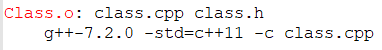 Class.o: class.cpp class.h
g++-7.2.0 -std=c++11 -c class.cpp